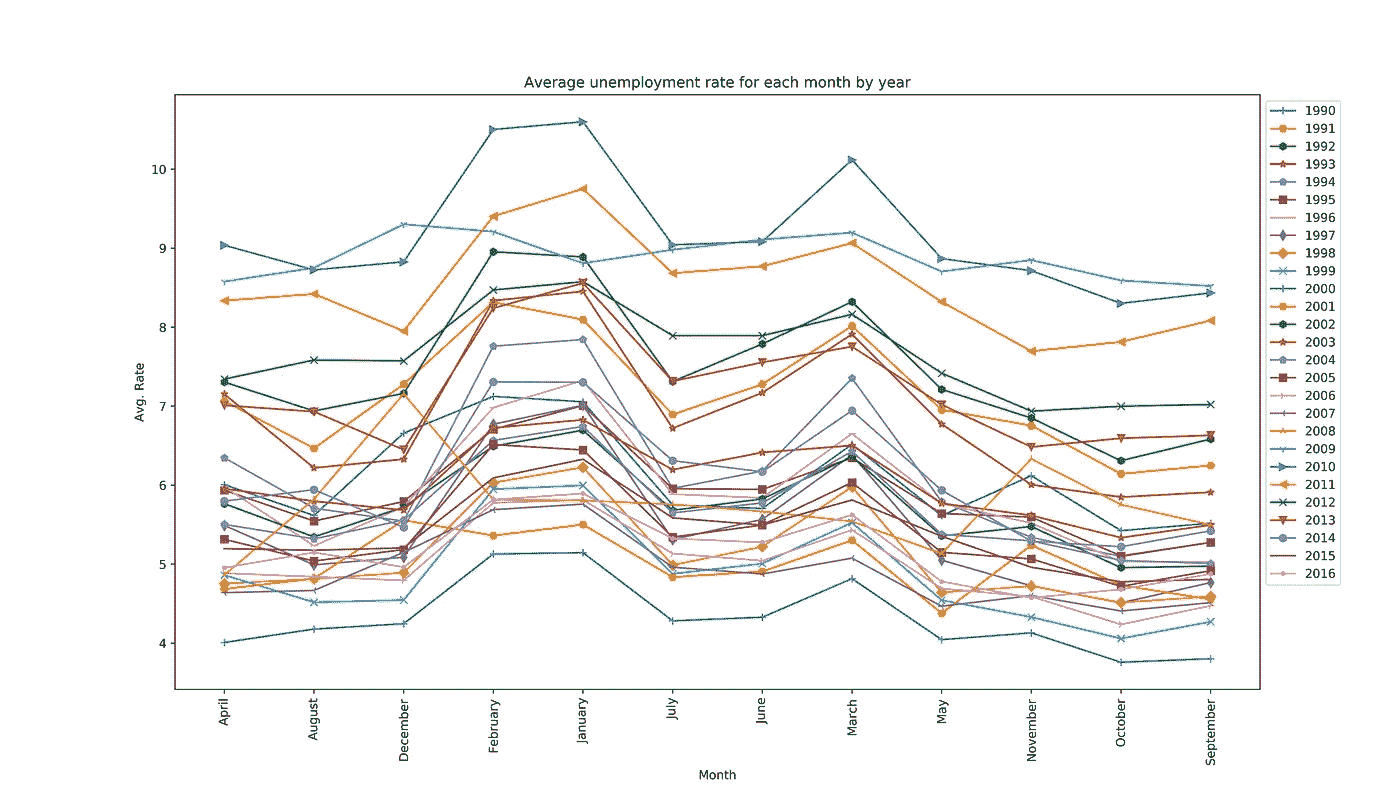 Average unemployment rate for each month by year
10
9
8
7
6
5
4
Avg. Rate
April
August
December
February
January
July
June
March
May
November
October
September
Month
1990
1991
1992
1993
1994
1995
1996
1997
1998
1999
2000
2001
2002
2003
2004
2005
2006
2007
2008
2009
2010
2011
2012
2013
2014
2015
2016